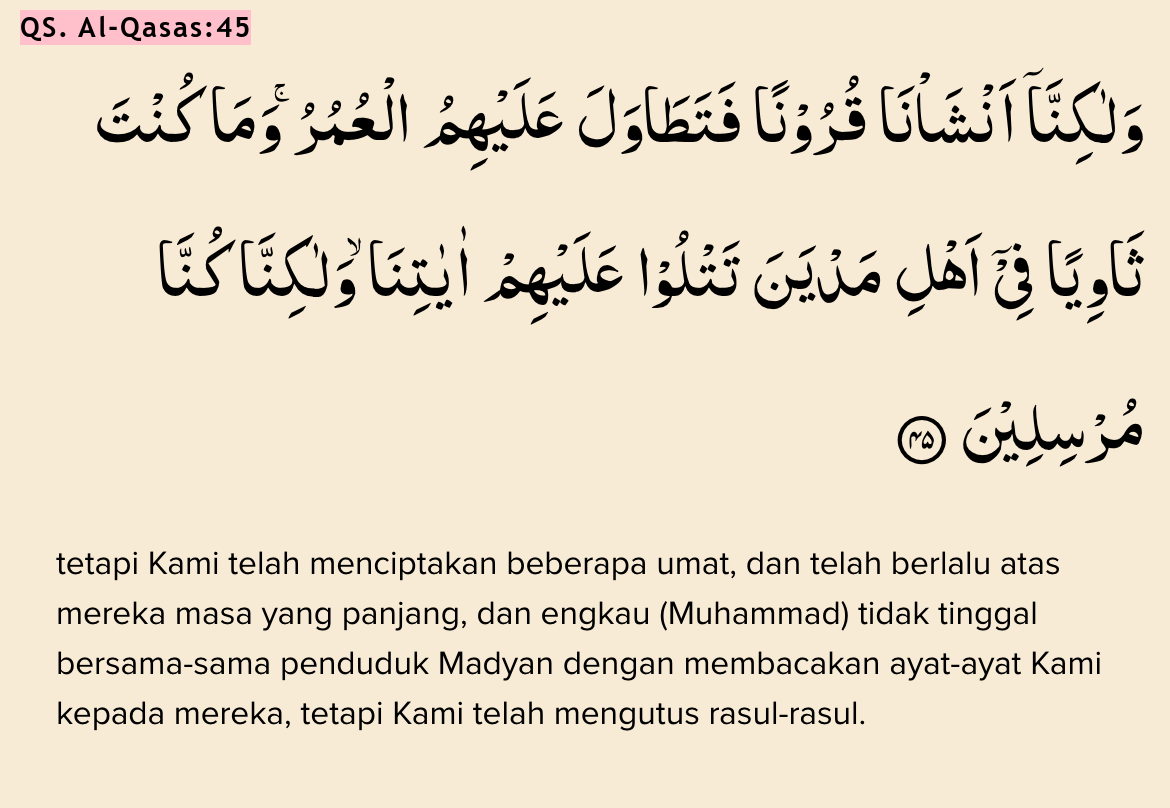 QS. Al-Qasas:45
وَلٰكِنَّآ اَنْشَأْنَا قُرُوْنًا فَتَطَاوَلَ عَلَيْهِمُ الْعُمُرُۚ وَمَا كُنْتَ
ثَاوِيًا فِيْٓ اَهْلِ مَدْيَنَ تَتْلُوْا عَلَيْهِمْ اٰيٰتِنَاۙ وَلٰكِنَّا كُنَّا
مُرْسِلِيْنَ ۝٤٥
tetapi Kami telah menciptakan beberapa umat, dan telah berlalu atas
mereka masa yang panjang, dan engkau (Muhammad) tidak tinggal
bersama-sama penduduk Madyan dengan membacakan ayat-ayat Kami
kepada mereka, tetapi Kami telah mengutus rasul-rasul.